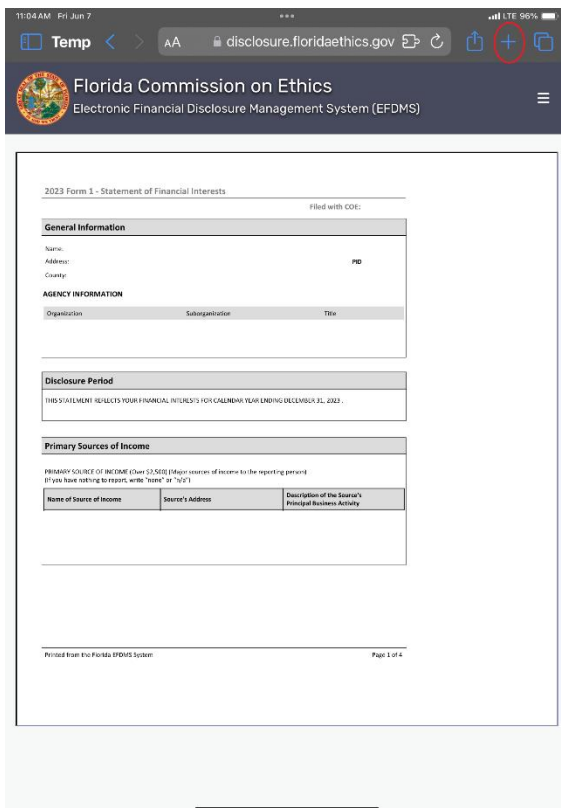 11:04 AM Fri Jun 7
LTE 96%
Temp
AA disclosure.floridaethics.gov
Florida Commission on Ethics
Electronic Financial Disclosure Management System (EFDMS)
2023 Form 1 - Statement of Financial Interests
Filed with COE:
General Information
Name:
Address: PID
County:
AGENCY INFORMATION
Organization Suborganization Title
Disclosure Period
THIS STATEMENT REFLECTS YOUR FINANCIAL INTERESTS FOR CALENDAR YEAR ENDING DECEMBER 31, 2023 .
Primary Sources of Income
PRIMARY SOURCE OF INCOME (Over $2,500) (Major sources of income to the reporting person)
(If you have nothing to report, write "none" or "n/a")
Name of Source of Income Source's Address Description of the Source's
Principal Business Activity
Printed from the Florida EFDMS System Page 1 of 4